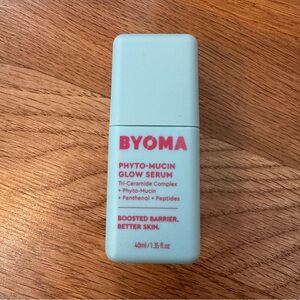 BYOMA
PHYTO-MUCIN
GLOW SERUM
Tri-Ceramide Complex
+ Phyto-Mucin
+ Panthenol + Peptides
BOOSTED BARRIER.
BETTER SKIN.
40ml/1.35 fl oz